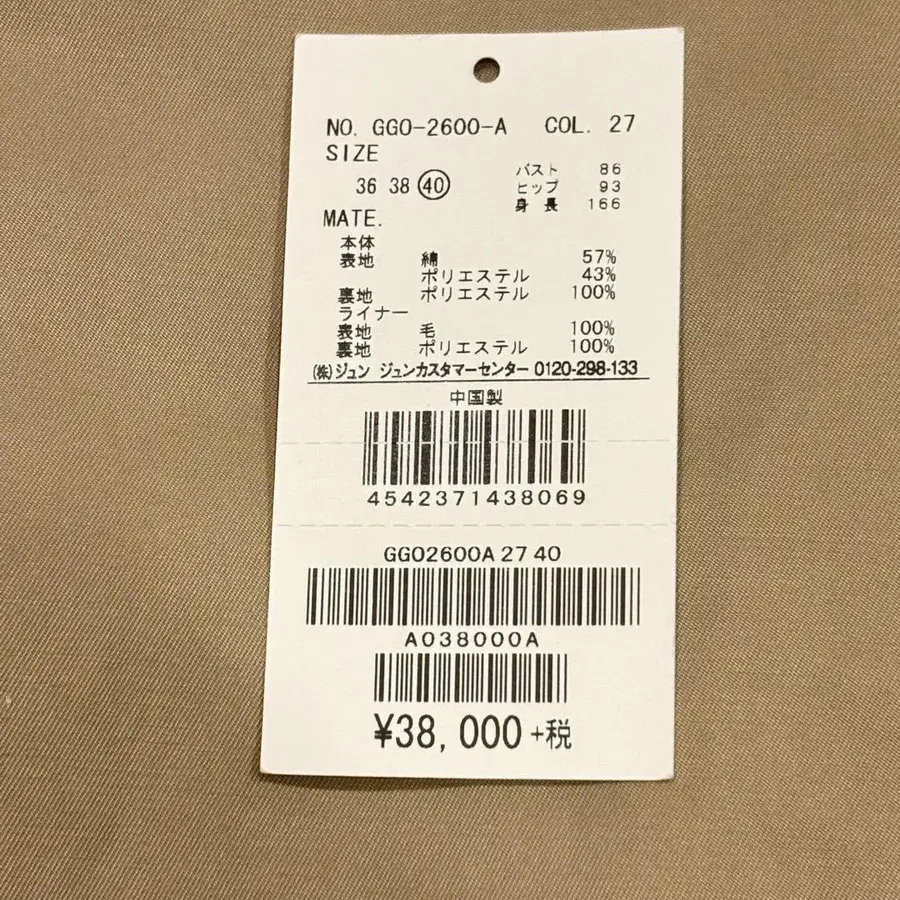 NO. GGO-2600-A COL. 27
SIZE
36 38 40
バスト 86
ヒップ 93
身長 166
MATE.
本体
表地 綿 57%
ポリエステル 43%
裏地 ポリエステル 100%
ライナー
表地 毛 100%
裏地 ポリエステル 100%
(株)ジュン ジュンカスタマーセンター 0120-298-133
中国製
4542371438069
GGO2600A 27 40
A038000A
¥38,000 +税